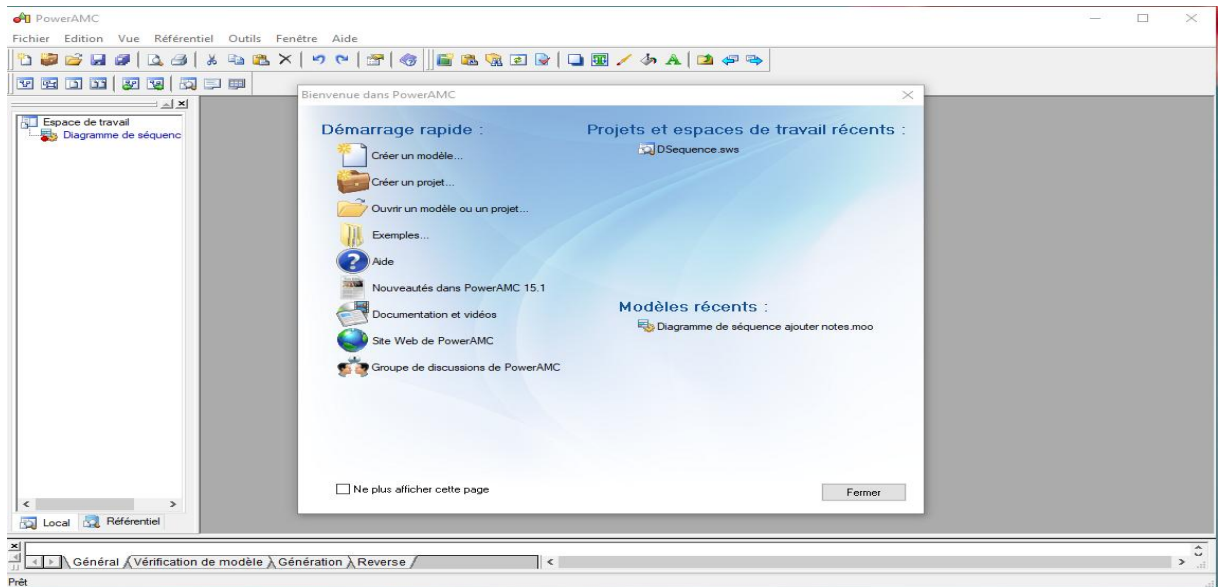 PowerAMC
Fichier Edition Vue Référentiel Outils Fenêtre Aide
Espace de travail
Diagramme de séquenc
Local Référentiel
Bienvenue dans PowerAMC
Démarrage rapide :
Créer un modèle...
Créer un projet...
Ouvrir un modèle ou un projet...
Exemples...
Aide
Nouveautés dans PowerAMC 15.1
Documentation et vidéos
Site Web de PowerAMC
Groupe de discussions de PowerAMC
Projets et espaces de travail récents :
DSequence.sws
Modèles récents :
Diagramme de séquence ajouter notes.moo
Ne plus afficher cette page
Fermer
Général Vérification de modèle Génération Reverse
Prêt